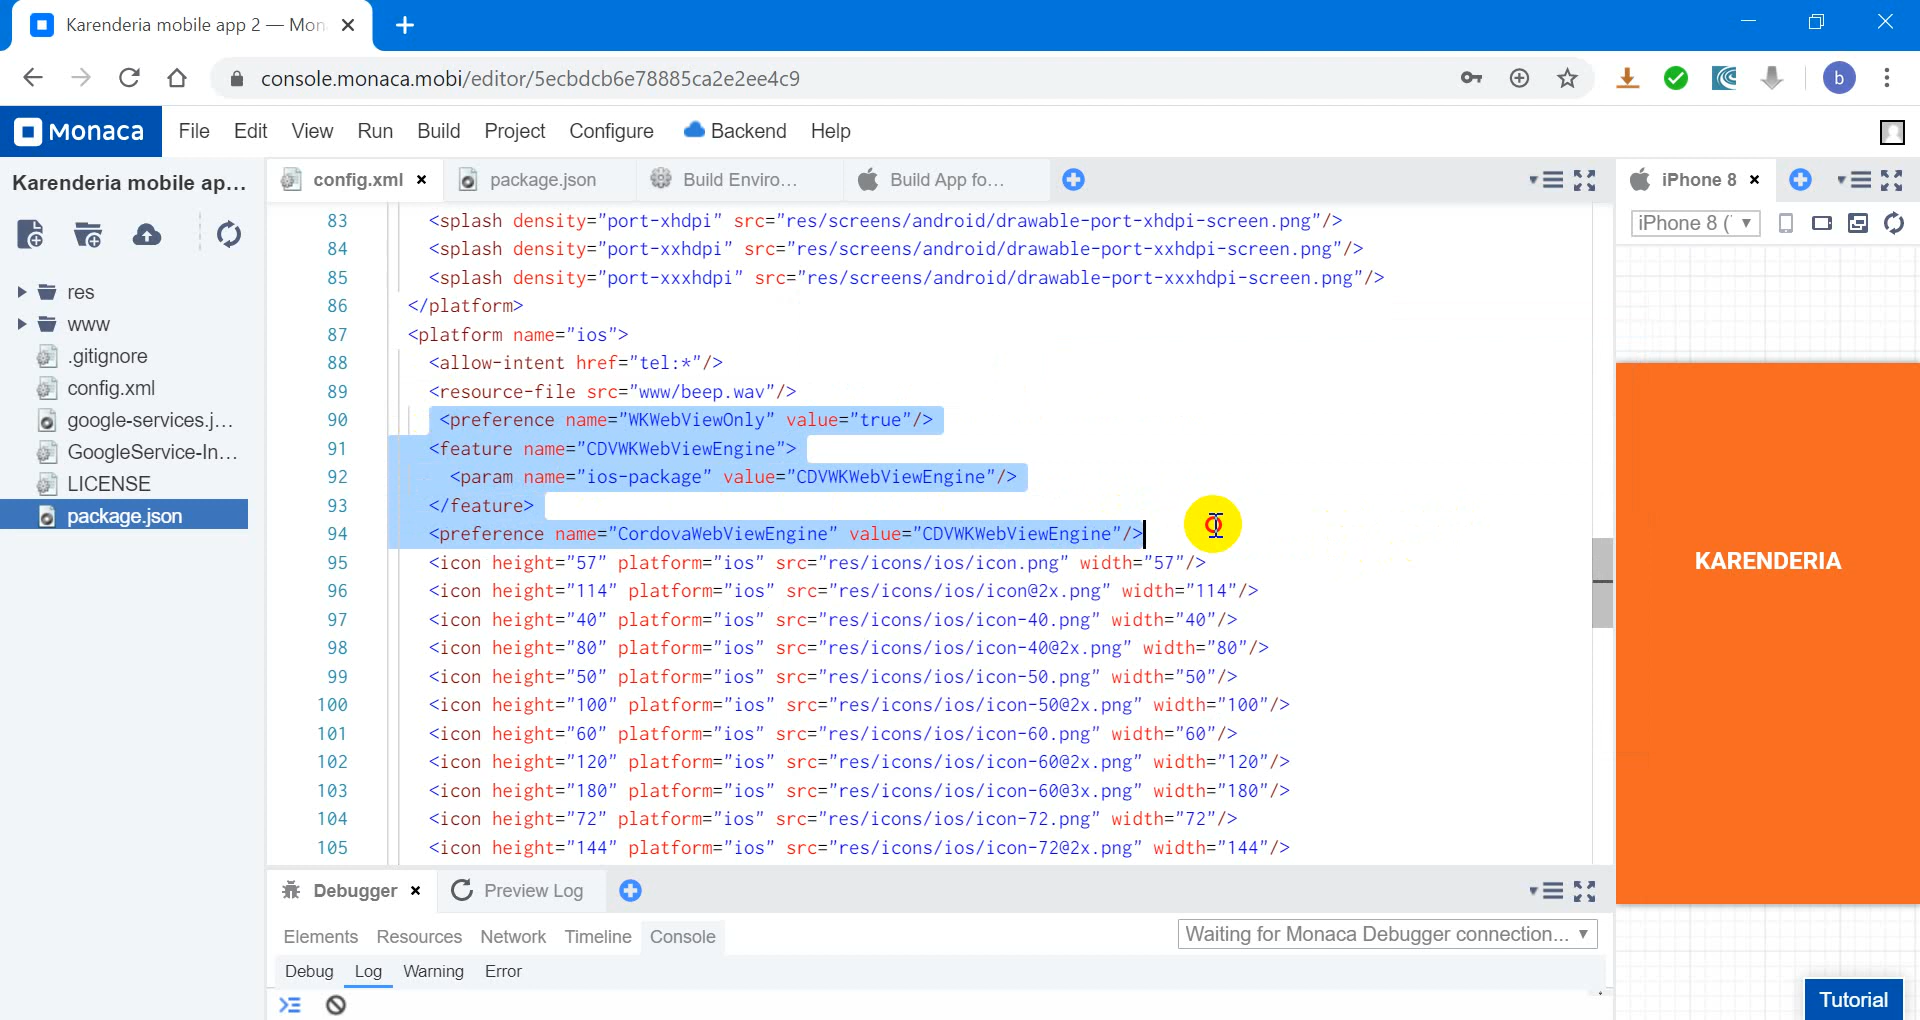 Karenderia mobile app 2 — Mon
console.monaca.mobi/editor/5ecbdcb6e78885ca2e2ee4c9
b
Monaca File Edit View Run Build Project Configure Backend Help
Karenderia mobile ap...
config.xml package.json Build Enviro... Build App fo...
iPhone 8
iPhone 8 (
res
www
.gitignore
config.xml
google-services.j...
GoogleService-In...
LICENSE
package.json
83 <splash density="port-xhdpi" src="res/screens/android/drawable-port-xhdpi-screen.png"/>
84 <splash density="port-xxhdpi" src="res/screens/android/drawable-port-xxhdpi-screen.png"/>
85 <splash density="port-xxxhdpi" src="res/screens/android/drawable-port-xxxhdpi-screen.png"/>
86 </platform>
87 <platform name="ios">
88 <allow-intent href="tel:*"/>
89 <resource-file src="www/beep.wav"/>
90 <preference name="WKWebViewOnly" value="true"/>
91 <feature name="CDVWKWebViewEngine">
92 <param name="ios-package" value="CDVWKWebViewEngine"/>
93 </feature>
94 <preference name="CordovaWebViewEngine" value="CDVWKWebViewEngine"/>
95 <icon height="57" platform="ios" src="res/icons/ios/icon.png" width="57"/>
96 <icon height="114" platform="ios" src="res/icons/ios/icon@2x.png" width="114"/>
97 <icon height="40" platform="ios" src="res/icons/ios/icon-40.png" width="40"/>
98 <icon height="80" platform="ios" src="res/icons/ios/icon-40@2x.png" width="80"/>
99 <icon height="50" platform="ios" src="res/icons/ios/icon-50.png" width="50"/>
100 <icon height="100" platform="ios" src="res/icons/ios/icon-50@2x.png" width="100"/>
101 <icon height="60" platform="ios" src="res/icons/ios/icon-60.png" width="60"/>
102 <icon height="120" platform="ios" src="res/icons/ios/icon-60@2x.png" width="120"/>
103 <icon height="180" platform="ios" src="res/icons/ios/icon-60@3x.png" width="180"/>
104 <icon height="72" platform="ios" src="res/icons/ios/icon-72.png" width="72"/>
105 <icon height="144" platform="ios" src="res/icons/ios/icon-72@2x.png" width="144"/>
KARENDERIA
Debugger Preview Log
Elements Resources Network Timeline Console
Waiting for Monaca Debugger connection...
Debug Log Warning Error
Tutorial